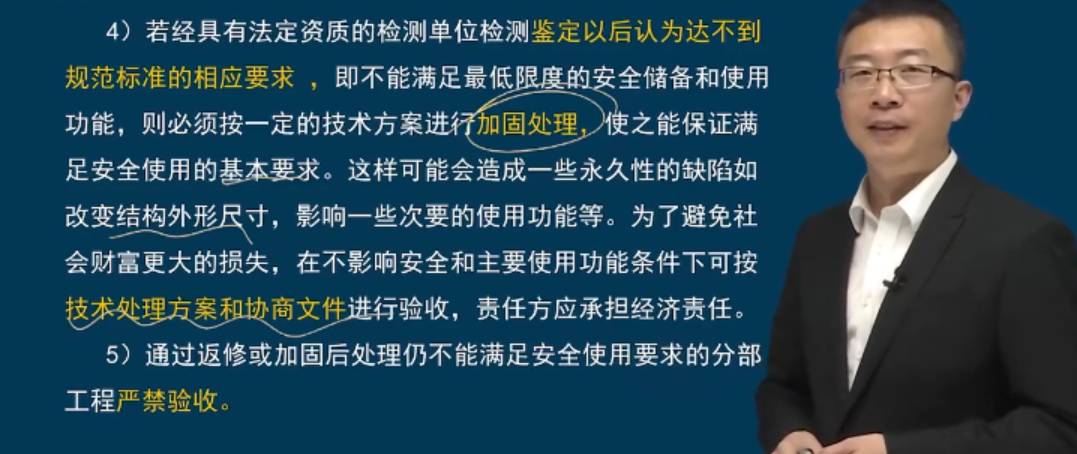 4）若经具有法定资质的检测单位检测鉴定以后认为达不到
规范标准的相应要求 ，即不能满足最低限度的安全储备和使用
功能，则必须按一定的技术方案进行加固处理，使之能保证满
足安全使用的基本要求。这样可能会造成一些永久性的缺陷如
改变结构外形尺寸，影响一些次要的使用功能等。为了避免社
会财富更大的损失，在不影响安全和主要使用功能条件下可按
技术处理方案和协商文件进行验收，责任方应承担经济责任。
5）通过返修或加固后处理仍不能满足安全使用要求的分部
工程严禁验收。